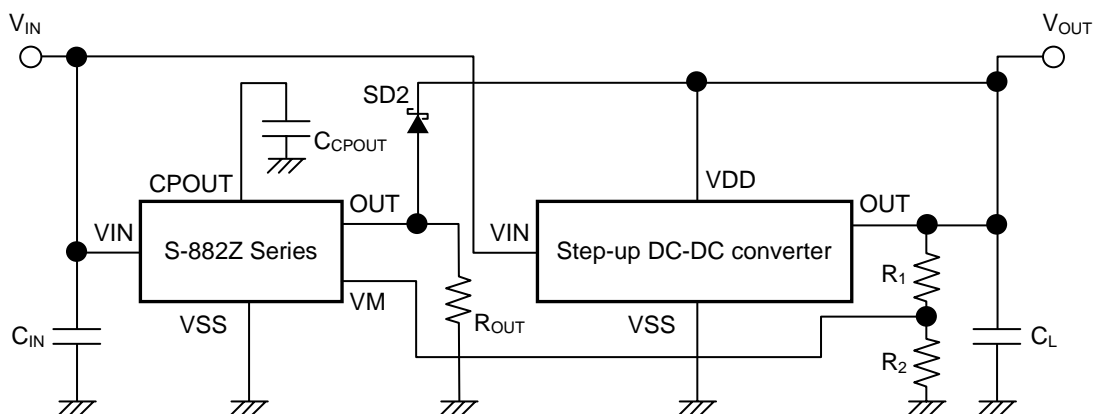 VIN
VOUT
SD2
CCPOUT
CPOUT
VDD
OUT
OUT
VIN
S-882Z Series
VIN
Step-up DC-DC converter
R1
VM
VSS
ROUT
VSS
CIN
R2
CL